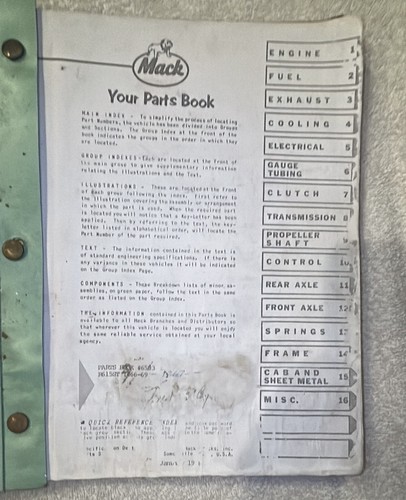 Mack
Your Parts Book
MAIN INDEX - To simplify the process of locating
Part Numbers, the vehicle has been divided into Groups
and Sections. The Group Index at the front of the
book indicates the groups in the order in which they
are located.
GROUP INDEXES - Each are located at the front of
the main group to give supplementary information
relating the illustrations and the Text.
ILLUSTRATIONS - These are located at the front
of each group following the index. First refer to
the illustration covering the assembly or arrangement
in which the part is used. When the required part
is located you will notice that a Key-letter has been
Then by referring to the text, the key-
letter listed in alphabetical order, will locate the
Part Number of the part required.
TEXT - The information contained in the text is
of standard engineering specifications. If there is
any variance in these vehicles it will be indicated
on the Group Index Page.
COMPONENTS - These Breakdown lists of minor as-
semblies, on green paper, follow the text in the same
order as listed on the Group Index.
THE INFORMATION contained in this Parts Book is
available to all Mack Branches and Distributors so
that wherever this vehicle is located you will enjoy
the same reliable service obtained at your local
agency.
PARTS BOOK
QUICK REFERENCE INDEX
U.S.A.
ENGINE 1
FUEL 2
EXHAUST 3
COOLING 4
ELECTRICAL 5
GAUGE
TUBING 6
CLUTCH 7
TRANSMISSION 8
PROPELLER
SHAFT 9
CONTROL 10
REAR AXLE 11
FRONT AXLE 12
SPRINGS 13
FRAME 14
CAB AND
SHEET METAL 15
MISC. 16